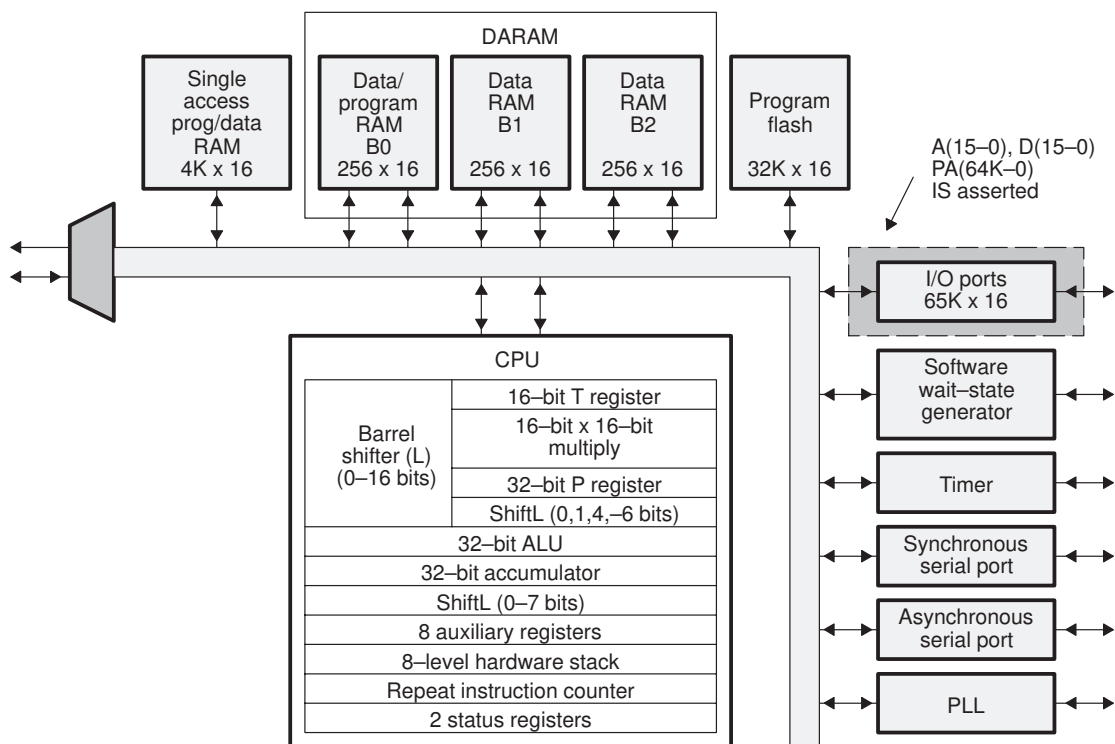 DARAM
Single
access
prog/data
RAM
4K x 16
Data/
program
RAM
B0
256 x 16
Data
RAM
B1
256 x 16
Data
RAM
B2
256 x 16
Program
flash
32K x 16
A(15–0), D(15–0)
PA(64K–0)
IS asserted
I/O ports
65K x 16
CPU
Barrel
shifter (L)
(0–16 bits)
16–bit T register
16–bit x 16–bit
multiply
32–bit P register
ShiftL (0,1,4,–6 bits)
32–bit ALU
32–bit accumulator
ShiftL (0–7 bits)
8 auxiliary registers
8–level hardware stack
Repeat instruction counter
2 status registers
Software
wait–state
generator
Timer
Synchronous
serial port
Asynchronous
serial port
PLL